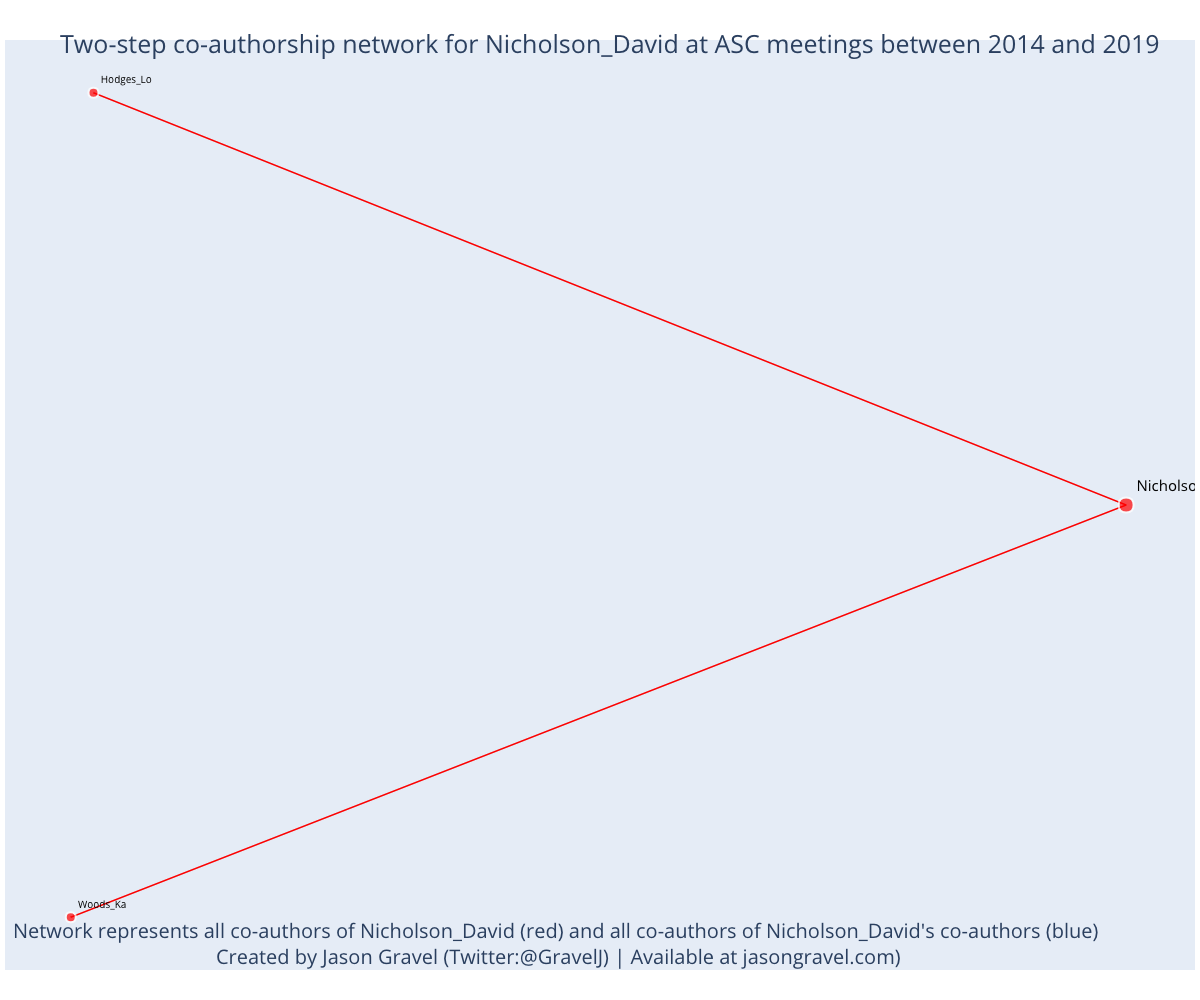 Two-step co-authorship network for Nicholson_David at ASC meetings between 2014 and 2019
Hodges_Lo
Nicholso
Woods_Ka
Network represents all co-authors of Nicholson_David (red) and all co-authors of Nicholson_David's co-authors (blue)
Created by Jason Gravel (Twitter:@GravelJ) | Available at jasongravel.com)